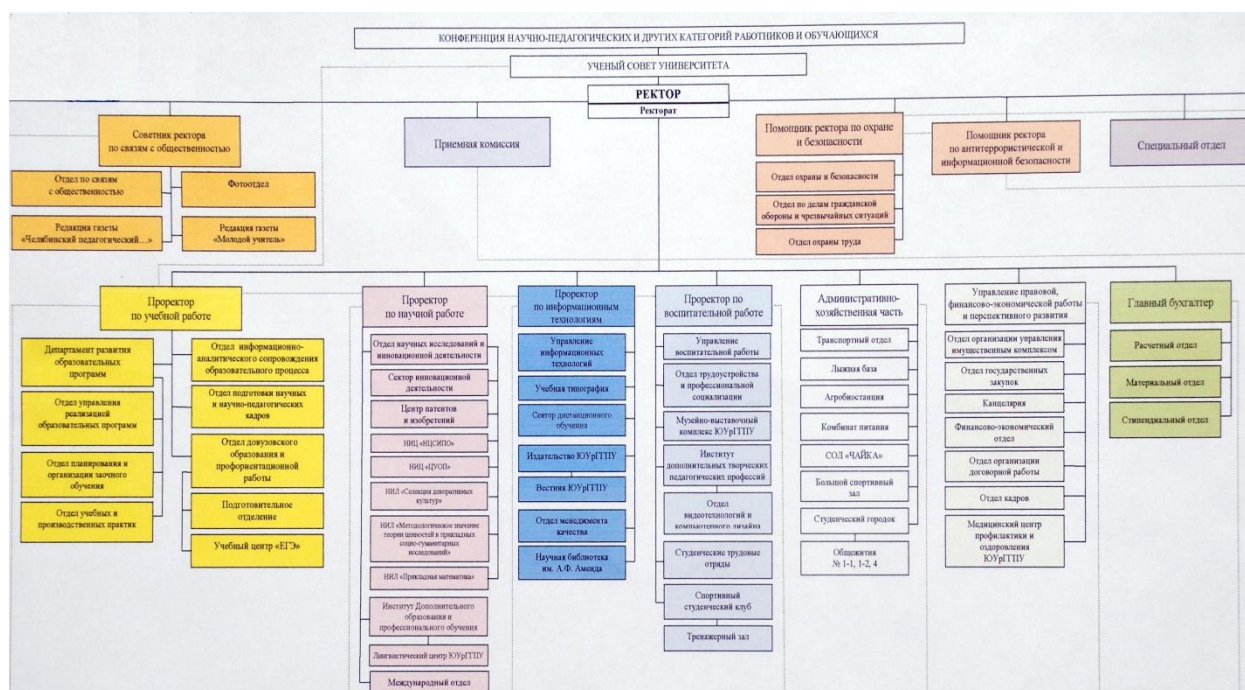 КОНФЕРЕНЦИЯ НАУЧНО-ПЕДАГОГИЧЕСКИХ И ДРУГИХ КАТЕГОРИЙ РАБОТНИКОВ И ОБУЧАЮЩИХСЯ
УЧЕНЫЙ СОВЕТ УНИВЕРСИТЕТА
РЕКТОР
Ректорат
Советник ректора
по связям с общественностью
Отдел по связям
с общественностью
Фотоотдел
Редакция газеты
«Челябинский педагогический…»
Редакция газеты
«Молодой учитель»
Приемная комиссия
Помощник ректора по охране
и безопасности
Отдел охраны и безопасности
Отдел по делам гражданской
обороны и чрезвычайных ситуаций
Отдел охраны труда
Помощник ректора
по антитеррористической и
информационной безопасности
Специальный отдел
Проректор
по учебной работе
Департамент развития
образовательных
программ
Отдел управления
реализацией
образовательных программ
Отдел планирования и
организации заочного
обучения
Отдел учебных и
производственных практик
Отдел информационно-
аналитического сопровождения
образовательного процесса
Отдел подготовки научных
и научно-педагогических
кадров
Отдел довузовского
образования и
профориентационной
работы
Подготовительное
отделение
Учебный центр «ЕГЭ»
Проректор
по научной работе
Отдел научных исследований и
инновационной деятельности
Сектор инновационной
деятельности
Центр патентов
и изобретений
НИЦ «НЦСИПО»
НИЦ «ЦУОП»
НИЛ «Селекция декоративных
культур»
НИЛ «Методологическое значение
теории ценностей в прикладных
социо-гуманитарных
исследований»
НИЛ «Прикладная математика»
Институт Дополнительного
образования и
профессионального обучения
Лингвистический центр ЮУрГГПУ
Международный отдел
Проректор
по информационным
технологиям
Управление
информационных
технологий
Учебная типография
Сектор дистанционного
обучения
Издательство ЮУрГГПУ
Вестник ЮУрГГПУ
Отдел менеджмента
качества
Научная библиотека
им. А.Ф. Аменда
Проректор по
воспитательной работе
Управление
воспитательной работы
Отдел трудоустройства
и профессиональной
социализации
Музейно-выставочный
комплекс ЮУрГГПУ
Институт
дополнительных творческих
педагогических профессий
Отдел
видеотехнологий и
компьютерного дизайна
Студенческие трудовые
отряды
Спортивный
студенческий клуб
Тренажерный зал
Административно-
хозяйственная часть
Транспортный отдел
Лыжная база
Агробиостанция
Комбинат питания
СОЛ «ЧАЙКА»
Большой спортивный
зал
Студенческий городок
Общежития
№ 1-1, 1-2, 4
Управление правовой,
финансово-экономической работы
и перспективного развития
Отдел организации управления
имущественным комплексом
Отдел государственных
закупок
Канцелярия
Финансово-экономический
отдел
Отдел организации
договорной работы
Отдел кадров
Медицинский центр
профилактики и
оздоровления
ЮУрГГПУ
Главный бухгалтер
Расчетный отдел
Материальный отдел
Стипендиальный отдел